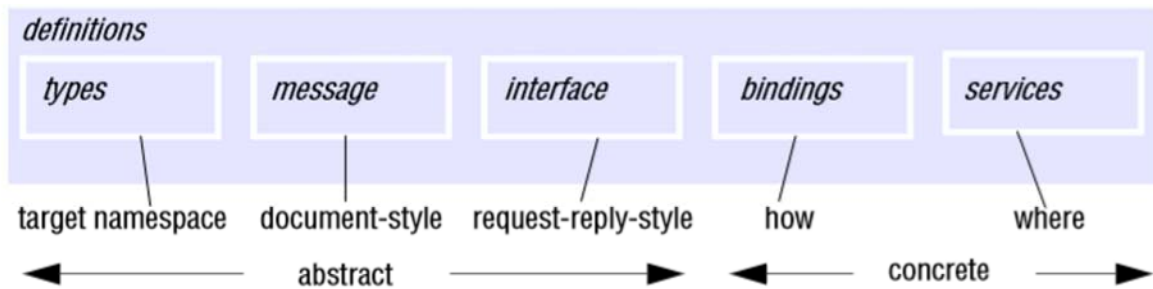 definitions
types message interface bindings services
target namespace document-style request-reply-style how where
abstract concrete